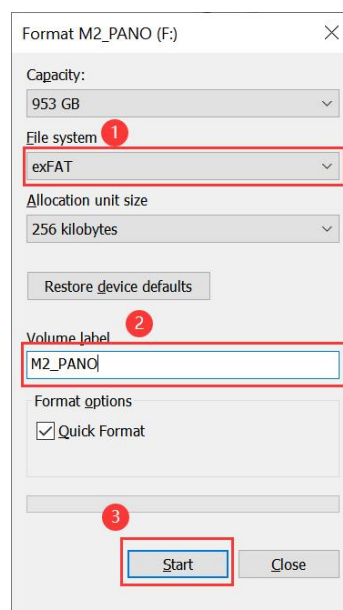 Format M2_PANO (F:)
Capacity:
953 GB
File system 1
exFAT
Allocation unit size
256 kilobytes
Restore device defaults
2
Volume label
M2_PANO
Format options
Quick Format
3
Start Close